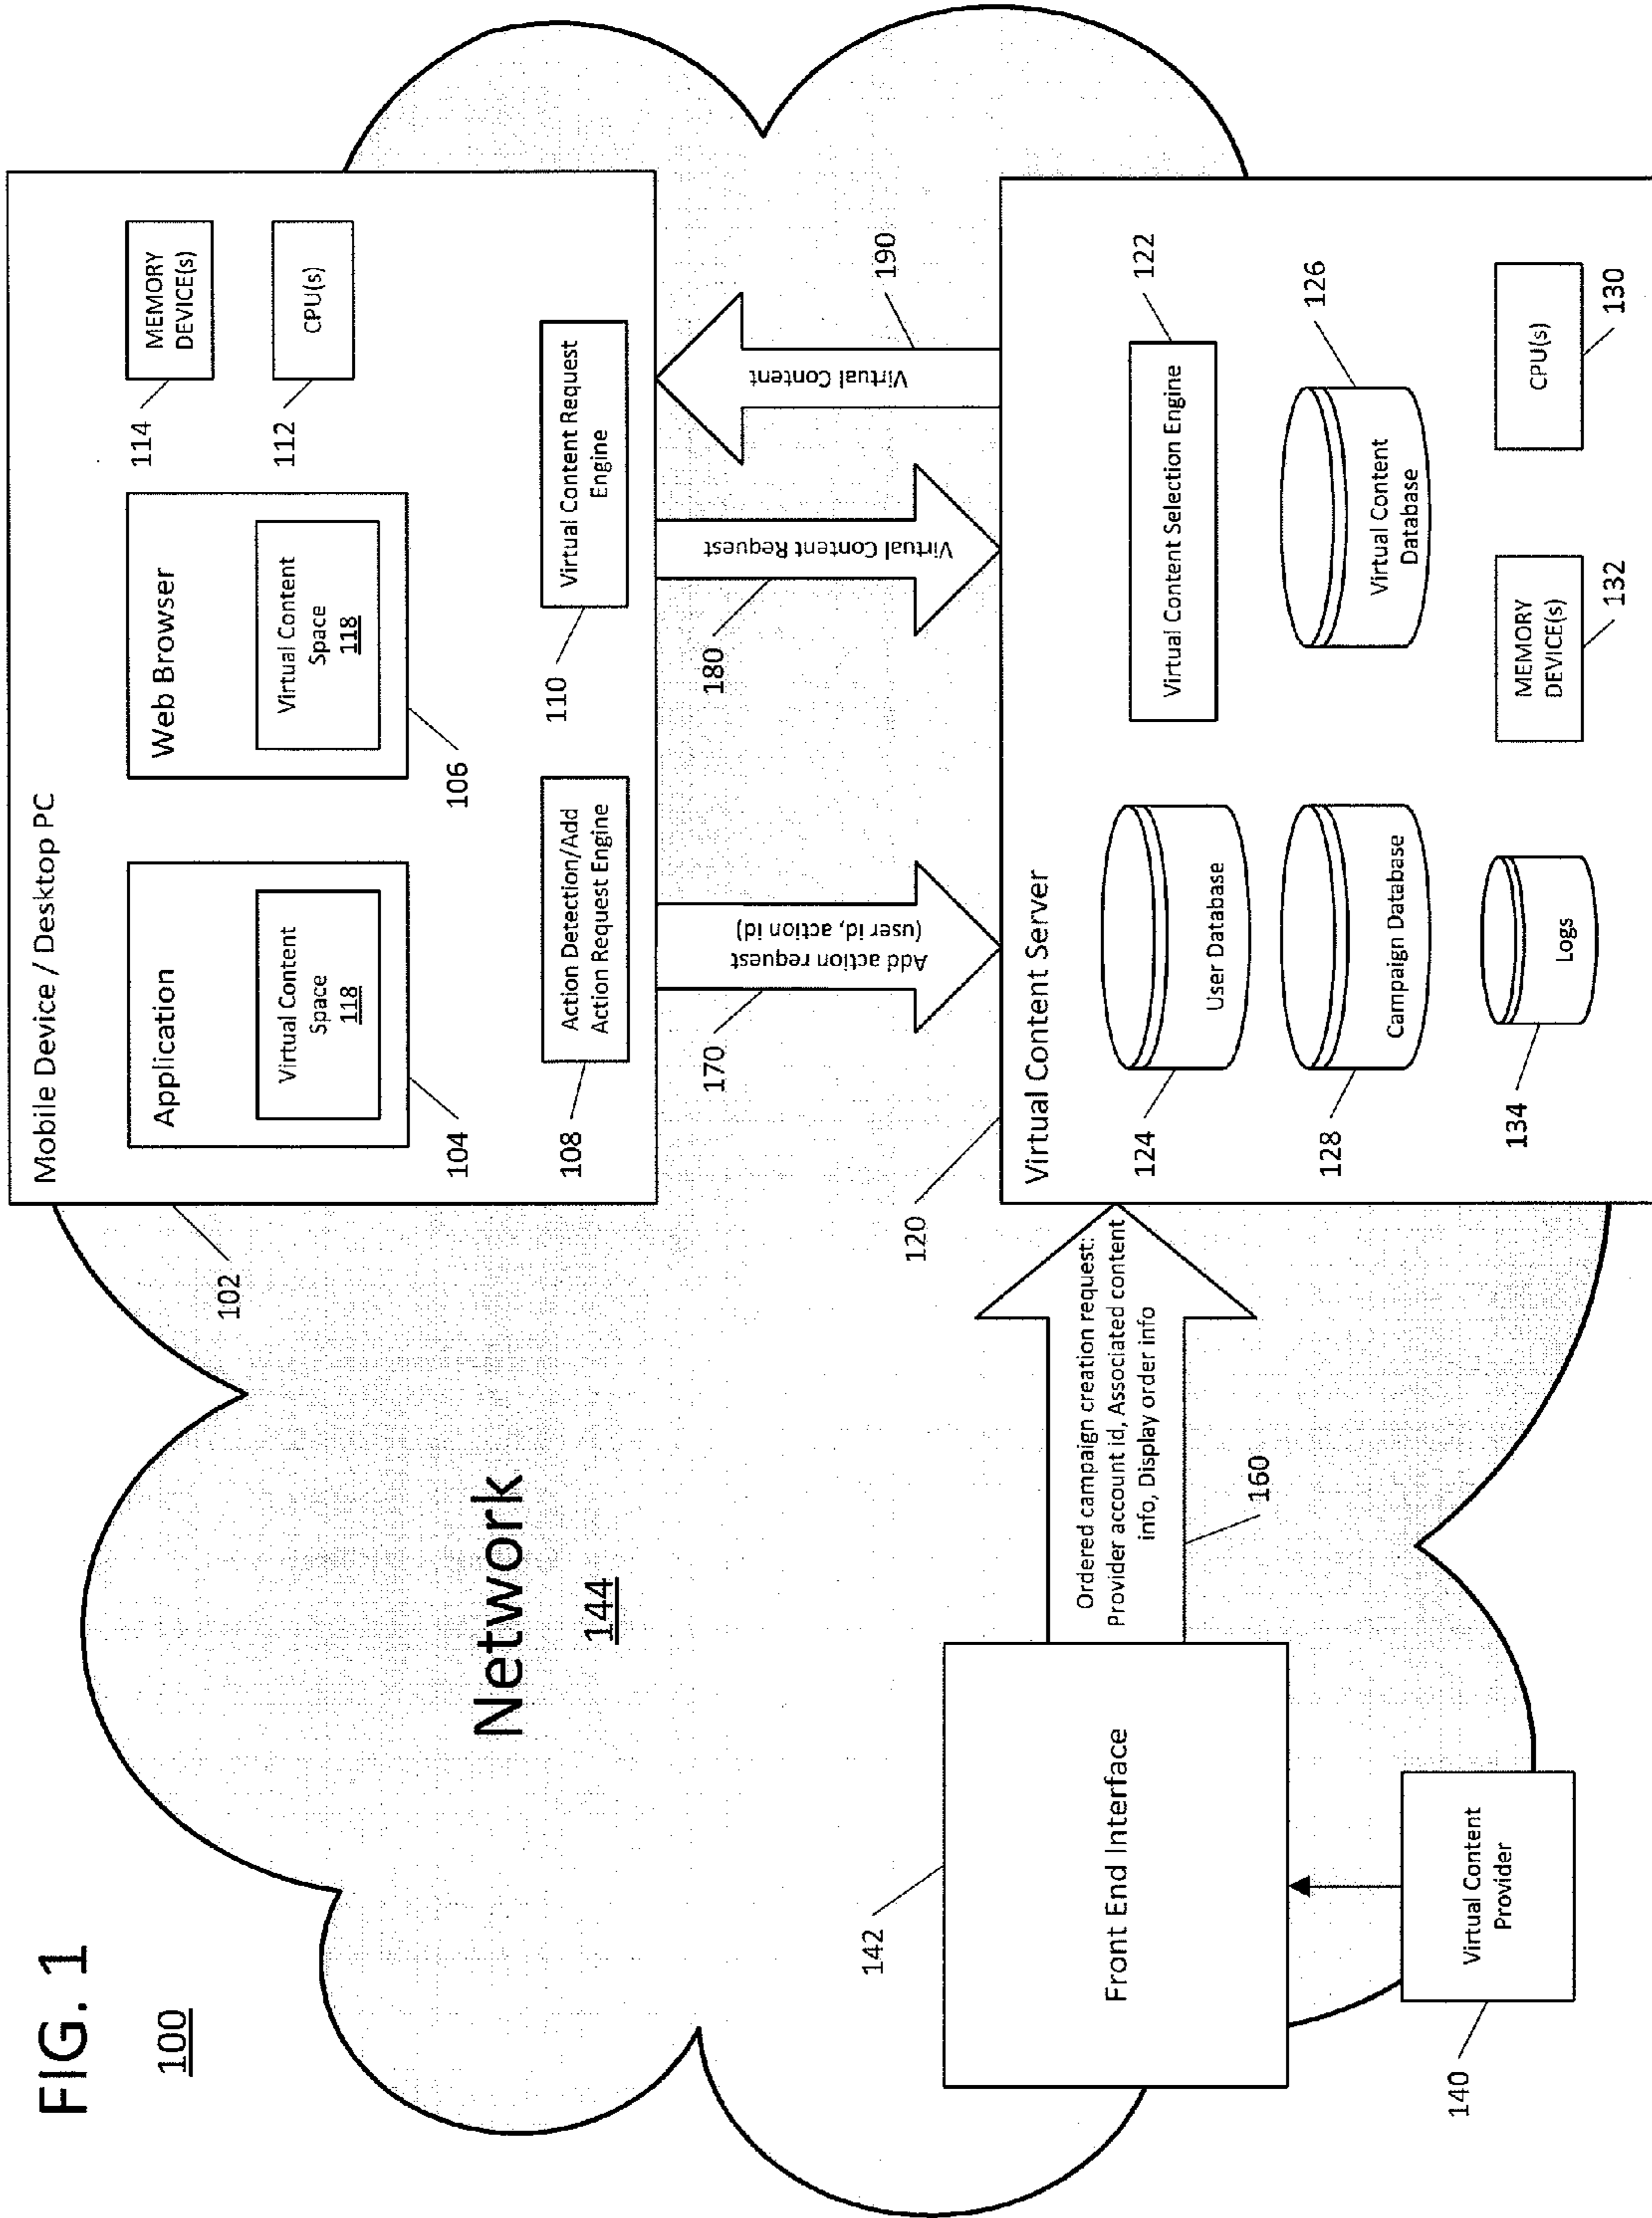 FIG. 1
100
Network
144
Mobile Device / Desktop PC
102
Application
Virtual Content
Space
118
104
Web Browser
Virtual Content
Space
118
106
MEMORY
DEVICE(s)
114
CPU(s)
112
Action Detection/Add
Action Request Engine
108
Virtual Content Request
Engine
110
Add action request
(user id, action id)
170
Virtual Content Request
180
Virtual Content
190
Virtual Content Server
120
User Database
124
Virtual Content Selection Engine
122
Campaign Database
128
Virtual Content
Database
126
Logs
134
MEMORY
DEVICE(s)
132
CPU(s)
130
Front End Interface
142
Ordered campaign creation request:
Provider account id, Associated content
info, Display order info
160
Virtual Content
Provider
140